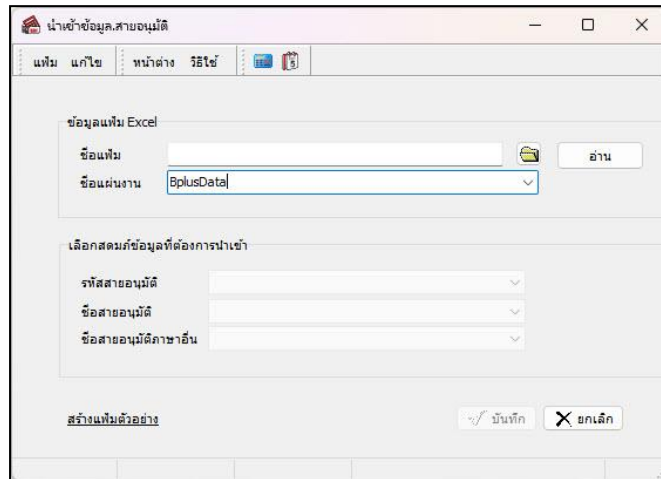 นำเข้าข้อมูล.สายอนุมัติ
แฟ้ม แก้ไข หน้าต่าง วิธีใช้
ข้อมูลแฟ้ม Excel
ชื่อแฟ้ม อ่าน
ชื่อแผ่นงาน BplusData
เลือกสดมภ์ข้อมูลที่ต้องการนำเข้า
รหัสสายอนุมัติ
ชื่อสายอนุมัติ
ชื่อสายอนุมัติภาษาอื่น
สร้างแฟ้มตัวอย่าง บันทึก ยกเลิก